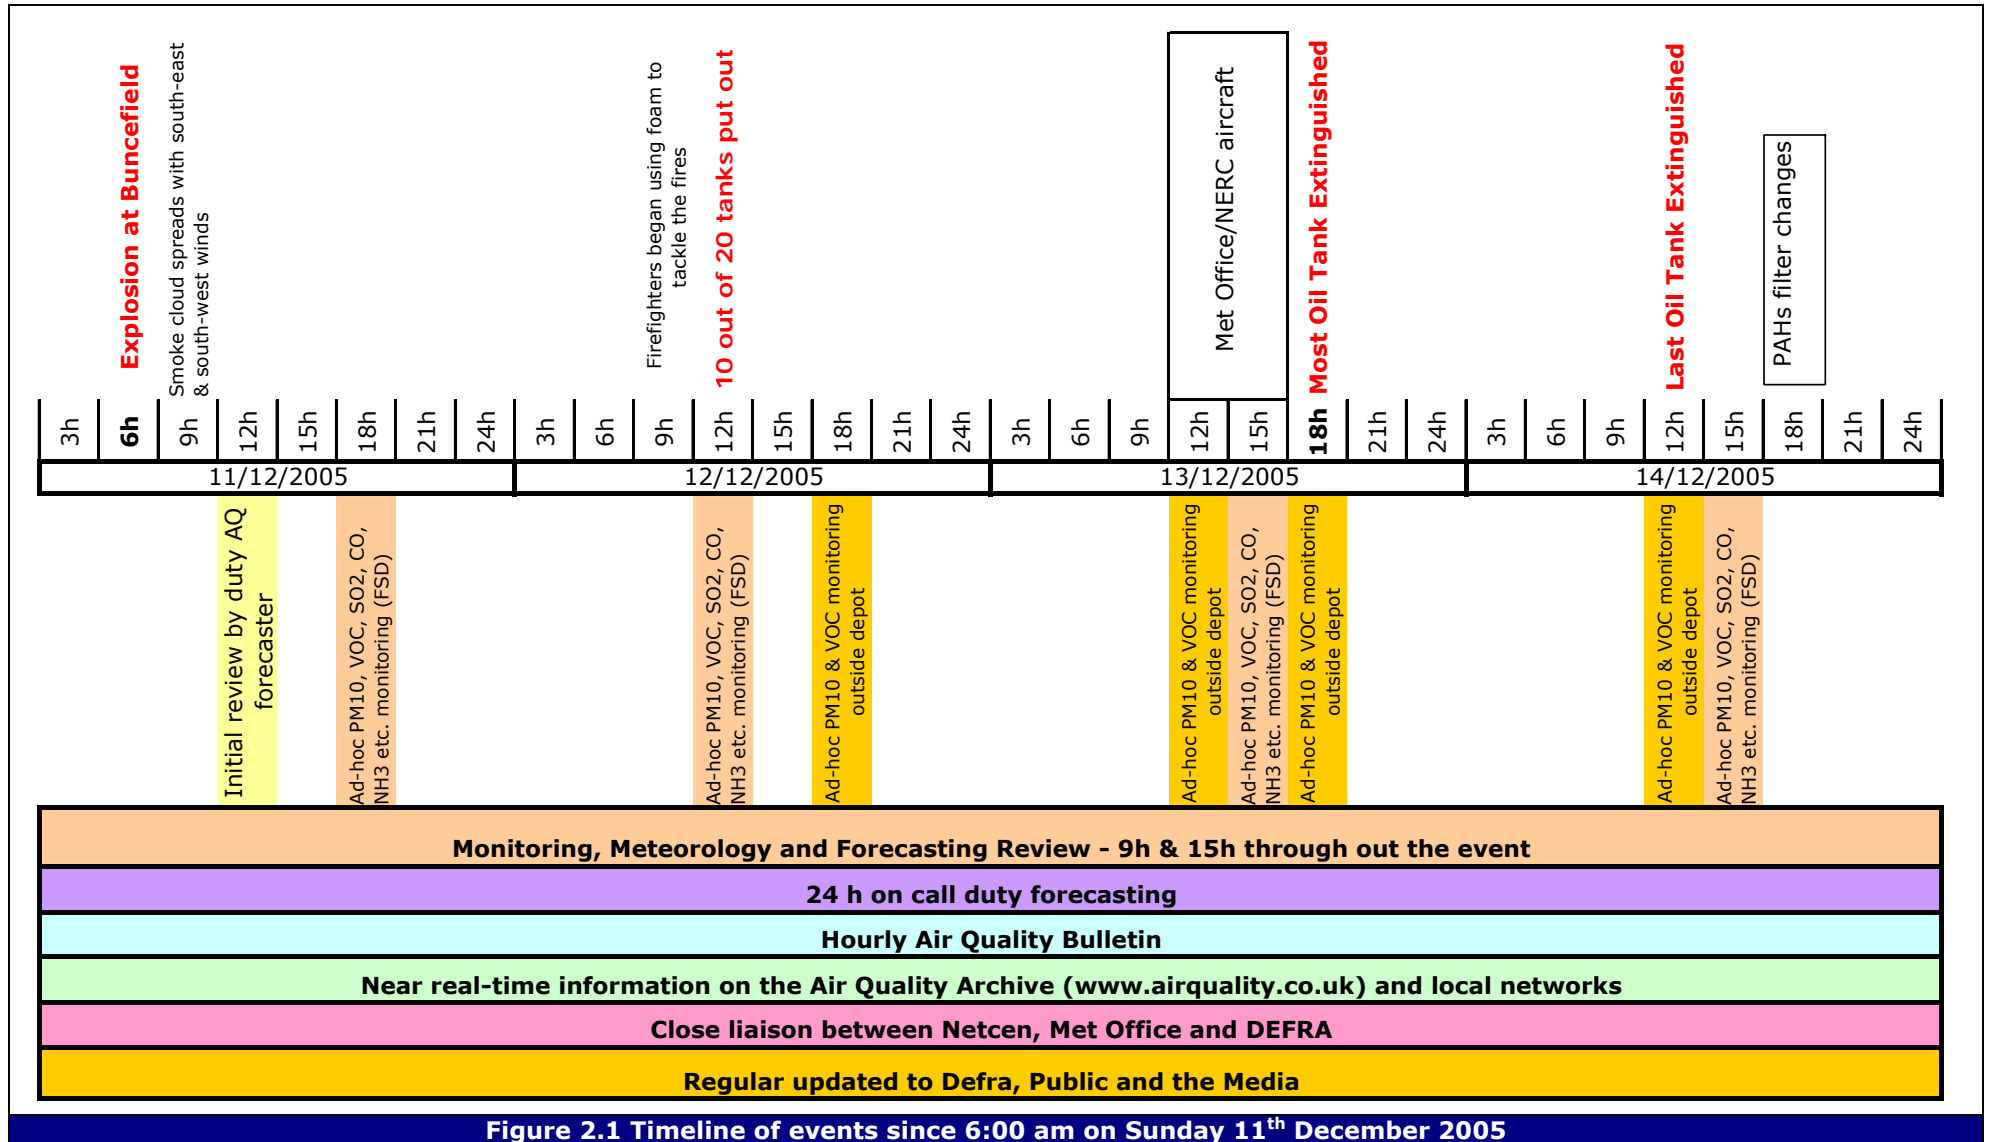 Explosion at Buncefield
Smoke cloud spreads with south-east
& south-west winds
Firefighters began using foam to
tackle the fires
10 out of 20 tanks put out
Met Office/NERC aircraft
Most Oil Tank Extinguished
Last Oil Tank Extinguished
PAHs filter changes
3h
6h
9h
12h
15h
18h
21h
24h
3h
6h
9h
12h
15h
18h
21h
24h
3h
6h
9h
12h
15h
18h
21h
24h
3h
6h
9h
12h
15h
18h
21h
24h
11/12/2005
12/12/2005
13/12/2005
14/12/2005
Initial review by duty AQ
forecaster
Ad-hoc PM10, VOC, SO2, CO,
NH3 etc. monitoring (FSD)
Ad-hoc PM10, VOC, SO2, CO,
NH3 etc. monitoring (FSD)
Ad-hoc PM10 & VOC monitoring
outside depot
Ad-hoc PM10 & VOC monitoring
outside depot
Ad-hoc PM10, VOC, SO2, CO,
NH3 etc. monitoring (FSD)
Ad-hoc PM10 & VOC monitoring
outside depot
Ad-hoc PM10 & VOC monitoring
outside depot
Ad-hoc PM10, VOC, SO2, CO,
NH3 etc. monitoring (FSD)
Monitoring, Meteorology and Forecasting Review - 9h & 15h through out the event
24 h on call duty forecasting
Hourly Air Quality Bulletin
Near real-time information on the Air Quality Archive (www.airquality.co.uk) and local networks
Close liaison between Netcen, Met Office and DEFRA
Regular updated to Defra, Public and the Media
Figure 2.1 Timeline of events since 6:00 am on Sunday 11th December 2005